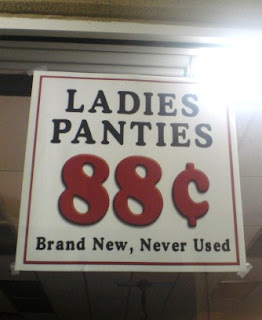 LADIES
PANTIES
88¢
Brand New, Never Used